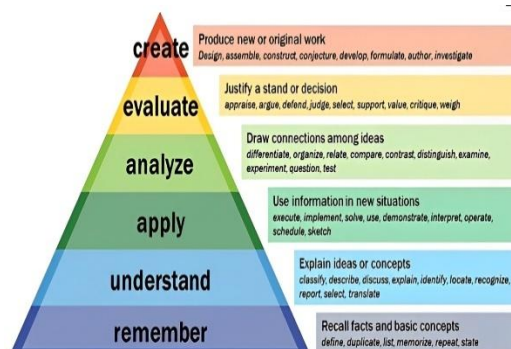 create
Produce new or original work
Design, assemble, construct, conjecture, develop, formulate, author, investigate
evaluate
Justify a stand or decision
appraise, argue, defend, judge, select, support, value, critique, weigh
analyze
Draw connections among ideas
differentiate, organize, relate, compare, contrast, distinguish, examine,
experiment, question, test
apply
Use information in new situations
execute, implement, solve, use, demonstrate, interpret, operate,
schedule, sketch
understand
Explain ideas or concepts
classify, describe, discuss, explain, identify, locate, recognize,
report, select, translate
remember
Recall facts and basic concepts
define, duplicate, list, memorize, repeat, state